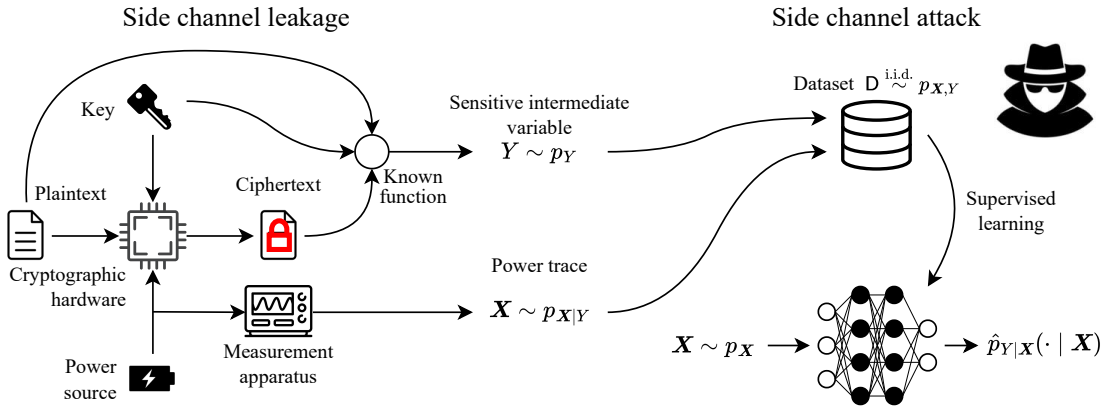 Side channel leakage
Side channel attack
Key
Sensitive intermediate
variable
Y ∼ p_Y
Dataset D i.i.d. ∼ p_{X,Y}
Plaintext
Ciphertext
Known
function
Supervised
learning
Cryptographic
hardware
Power trace
X ∼ p_{X|Y}
Measurement
apparatus
Power
source
X ∼ p_X
p̂_{Y|X}(· | X)